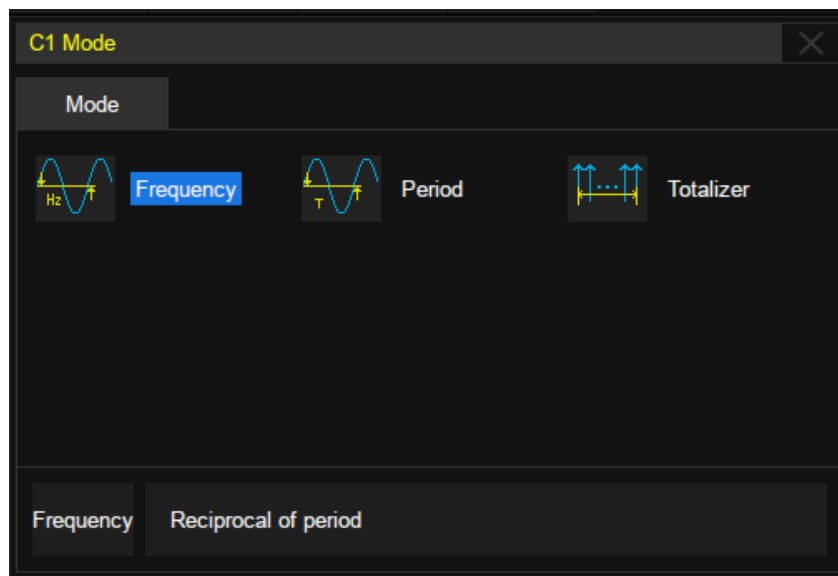 C1 Mode
Mode
Hz
Frequency
T
Period
Totalizer
Frequency
Reciprocal of period